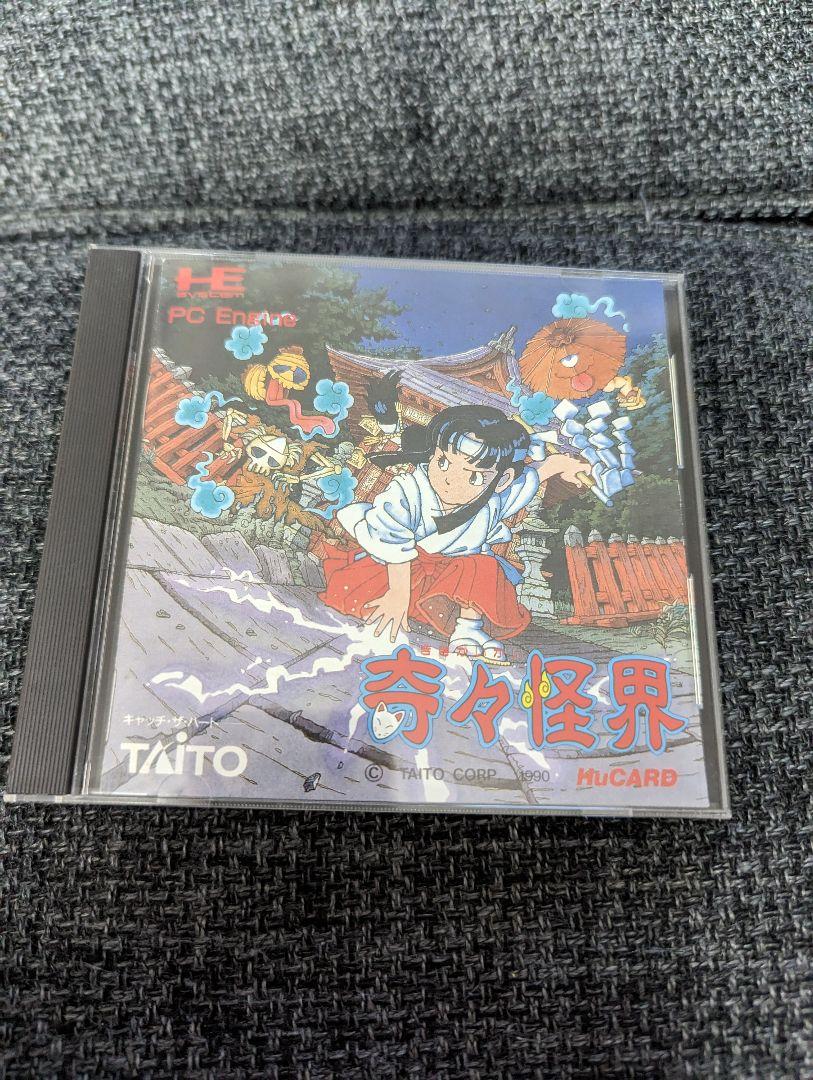 HE
SYSTEM
PC Engine
奇々怪界
キャッチ・ザ・ハート
TAITO
© TAITO CORP. 1990
HuCARD